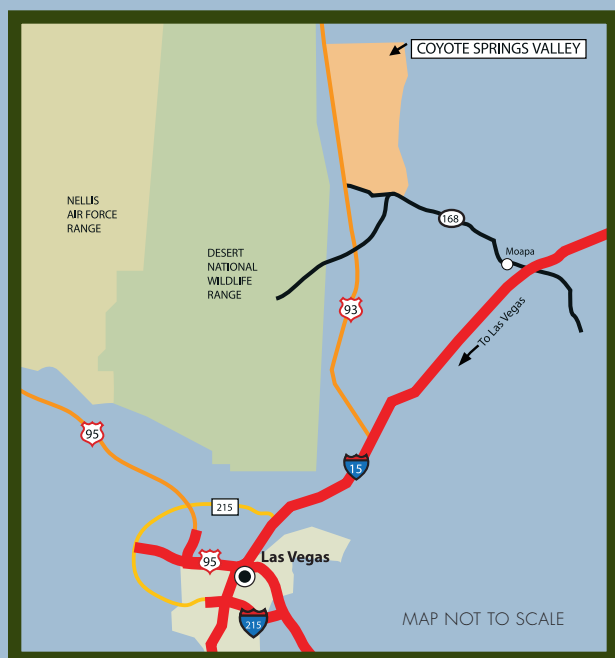 COYOTE SPRINGS VALLEY
NELLIS
AIR FORCE
RANGE
168
DESERT
NATIONAL
WILDLIFE
RANGE
Moapa
93
To Las Vegas
95
15
215
95
Las Vegas
215
MAP NOT TO SCALE